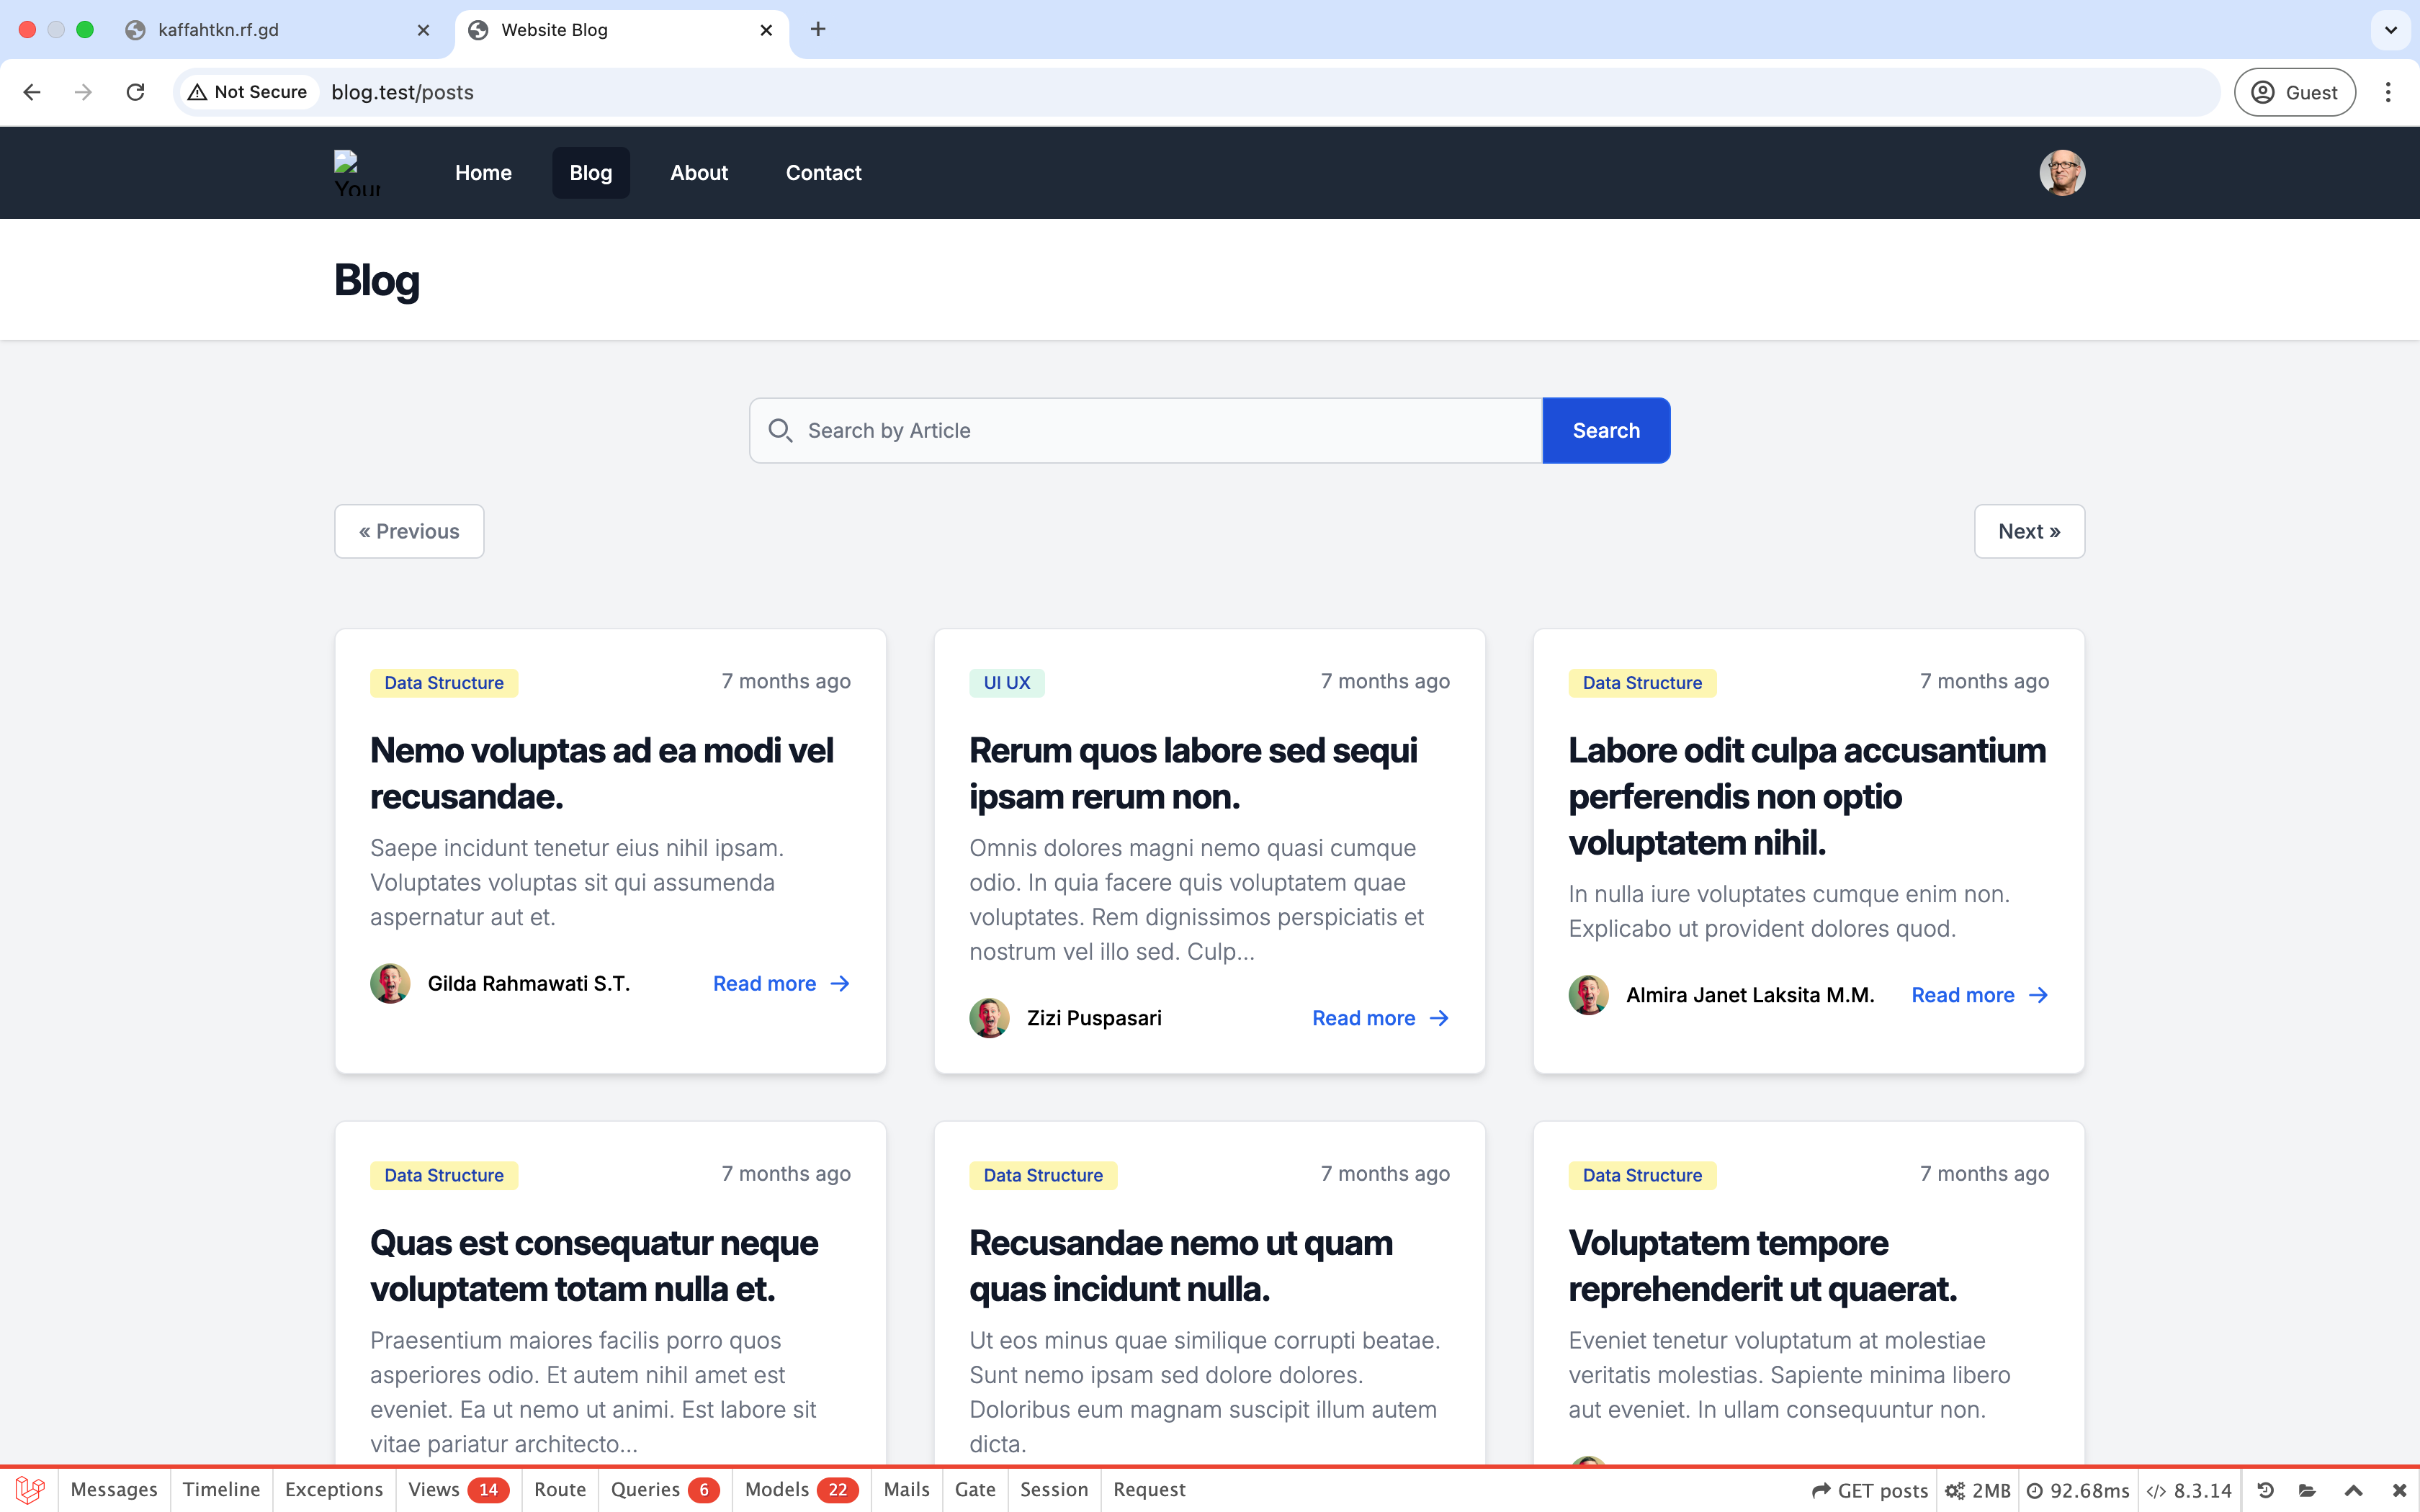 kaffahtkn.rf.gd
Website Blog
Not Secure
blog.test/posts
Guest
Your
Home
Blog
About
Contact
Blog
Search by Article
Search
« Previous
Next »
Data Structure
7 months ago
Nemo voluptas ad ea modi vel
recusandae.
Saepe incidunt tenetur eius nihil ipsam.
Voluptates voluptas sit qui assumenda
aspernatur aut et.
Gilda Rahmawati S.T.
Read more
UI UX
7 months ago
Rerum quos labore sed sequi
ipsam rerum non.
Omnis dolores magni nemo quasi cumque
odio. In quia facere quis voluptatem quae
voluptates. Rem dignissimos perspiciatis et
nostrum vel illo sed. Culp...
Zizi Puspasari
Read more
Data Structure
7 months ago
Labore odit culpa accusantium
perferendis non optio
voluptatem nihil.
In nulla iure voluptates cumque enim non.
Explicabo ut provident dolores quod.
Almira Janet Laksita M.M.
Read more
Data Structure
7 months ago
Quas est consequatur neque
voluptatem totam nulla et.
Praesentium maiores facilis porro quos
asperiores odio. Et autem nihil amet est
eveniet. Ea ut nemo ut animi. Est labore sit
vitae pariatur architecto...
Data Structure
7 months ago
Recusandae nemo ut quam
quas incidunt nulla.
Ut eos minus quae similique corrupti beatae.
Sunt nemo ipsam sed dolore dolores.
Doloribus eum magnam suscipit illum autem
dicta.
Data Structure
7 months ago
Voluptatem tempore
reprehenderit ut quaerat.
Eveniet tenetur voluptatum at molestiae
veritatis molestias. Sapiente minima libero
aut eveniet. In ullam consequuntur non.
Messages
Timeline
Exceptions
Views 14
Route
Queries 6
Models 22
Mails
Gate
Session
Request
GET posts
2MB
92.68ms
8.3.14